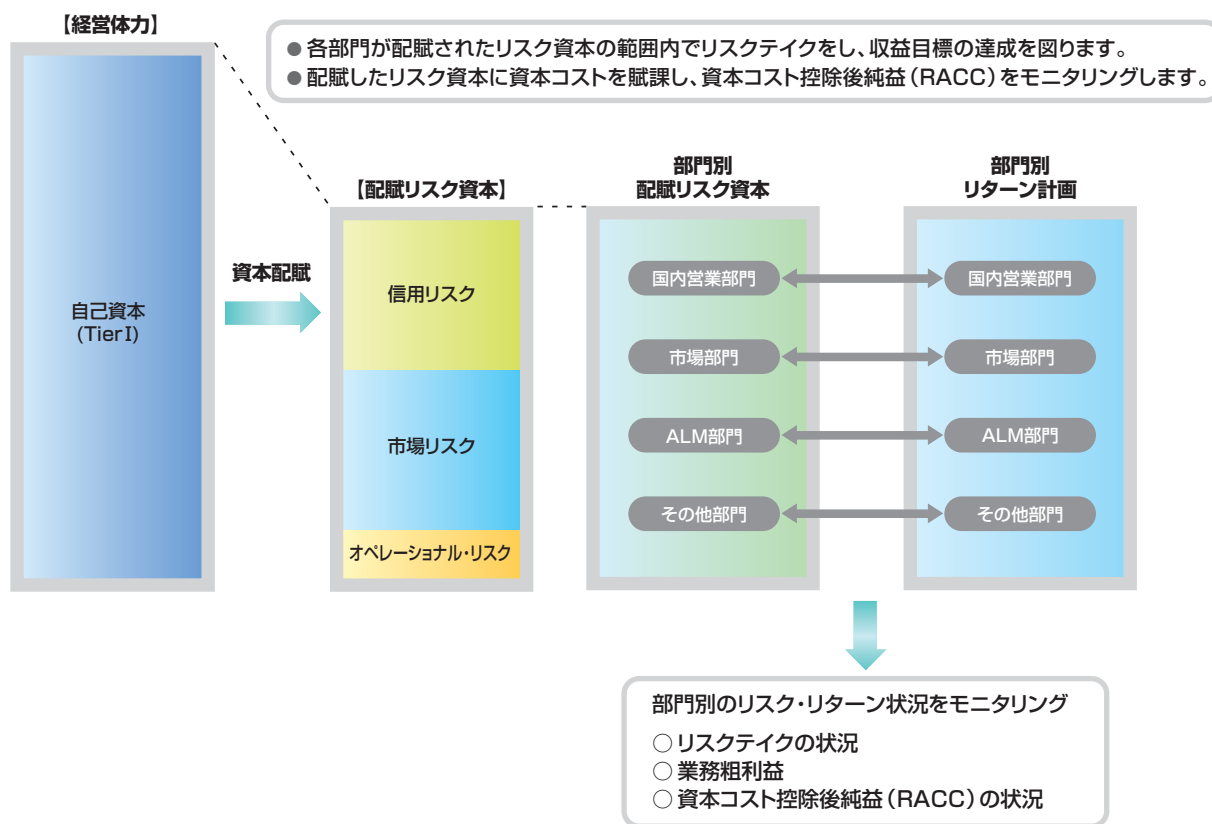 【経営体力】
●各部門が配賦されたリスク資本の範囲内でリスクテイクをし、収益目標の達成を図ります。
●配賦したリスク資本に資本コストを賦課し、資本コスト控除後純益(RACC)をモニタリングします。
自己資本
(TierⅠ)
資本配賦
【配賦リスク資本】
信用リスク
市場リスク
オペレーショナル・リスク
部門別
配賦リスク資本
国内営業部門
市場部門
ALM部門
その他部門
部門別
リターン計画
国内営業部門
市場部門
ALM部門
その他部門
部門別のリスク・リターン状況をモニタリング
○リスクテイクの状況
○業務粗利益
○資本コスト控除後純益(RACC)の状況